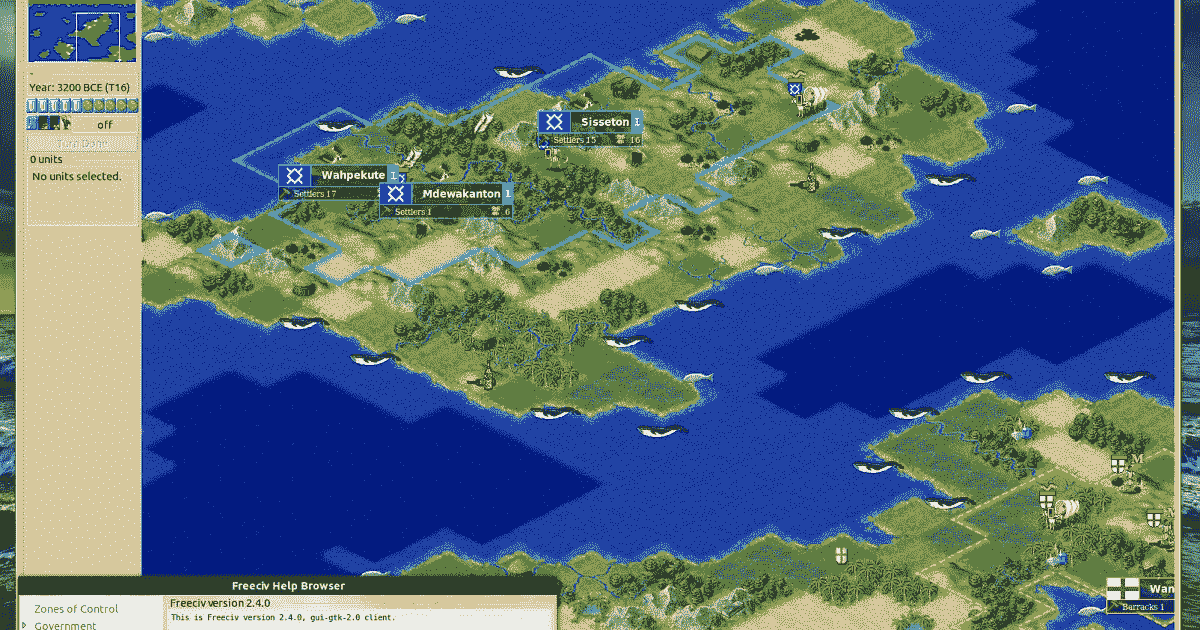 -
Year: 3200 BCE (T16)
off
Turn Done
0 units
No units selected.
Sisseton 1
Settlers 15 16
Wahpekute 1
Settlers 17
Mdewakanton 1
Settlers 1 6
M
Wan
Barracks 1
Freeciv Help Browser
Zones of Control
Government
Freeciv version 2.4.0
This is Freeciv version 2.4.0, gui-gtk-2.0 client.